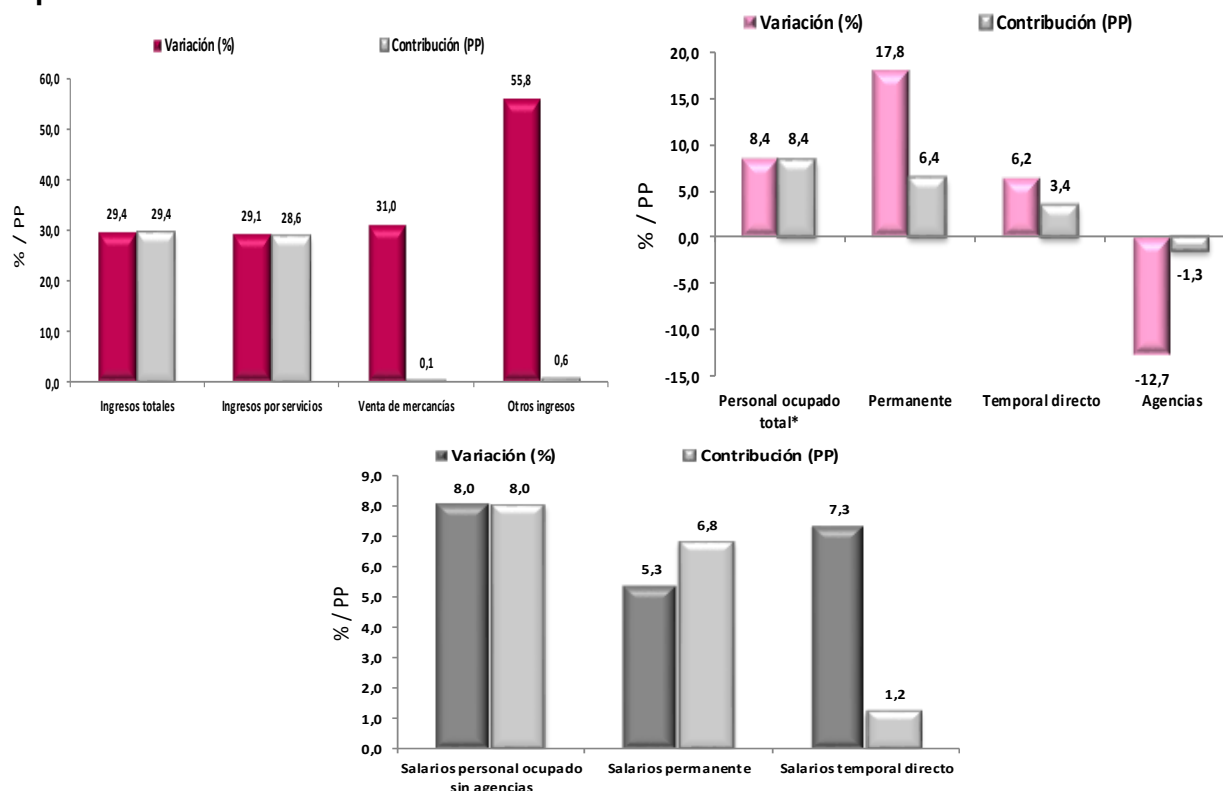 Variación (%) Contribución (PP)
60,0
50,0
40,0
30,0
20,0
10,0
0,0
% / PP
29,4 29,4 29,1 28,6 31,0 0,1 55,8 0,6
Ingresos totales Ingresos por servicios Venta de mercancías Otros ingresos
Variación (%) Contribución (PP)
20,0
15,0
10,0
5,0
0,0
-5,0
-10,0
-15,0
% / PP
8,4 8,4 17,8 6,4 6,2 3,4 -12,7 -1,3
Personal ocupado Permanente Temporal directo Agencias
total*
Variación (%) Contribución (PP)
9,0
8,0
7,0
6,0
5,0
4,0
3,0
2,0
1,0
0,0
% / PP
8,0 8,0 5,3 6,8 7,3 1,2
Salarios personal ocupado Salarios permanente Salarios temporal directo
sin agencias